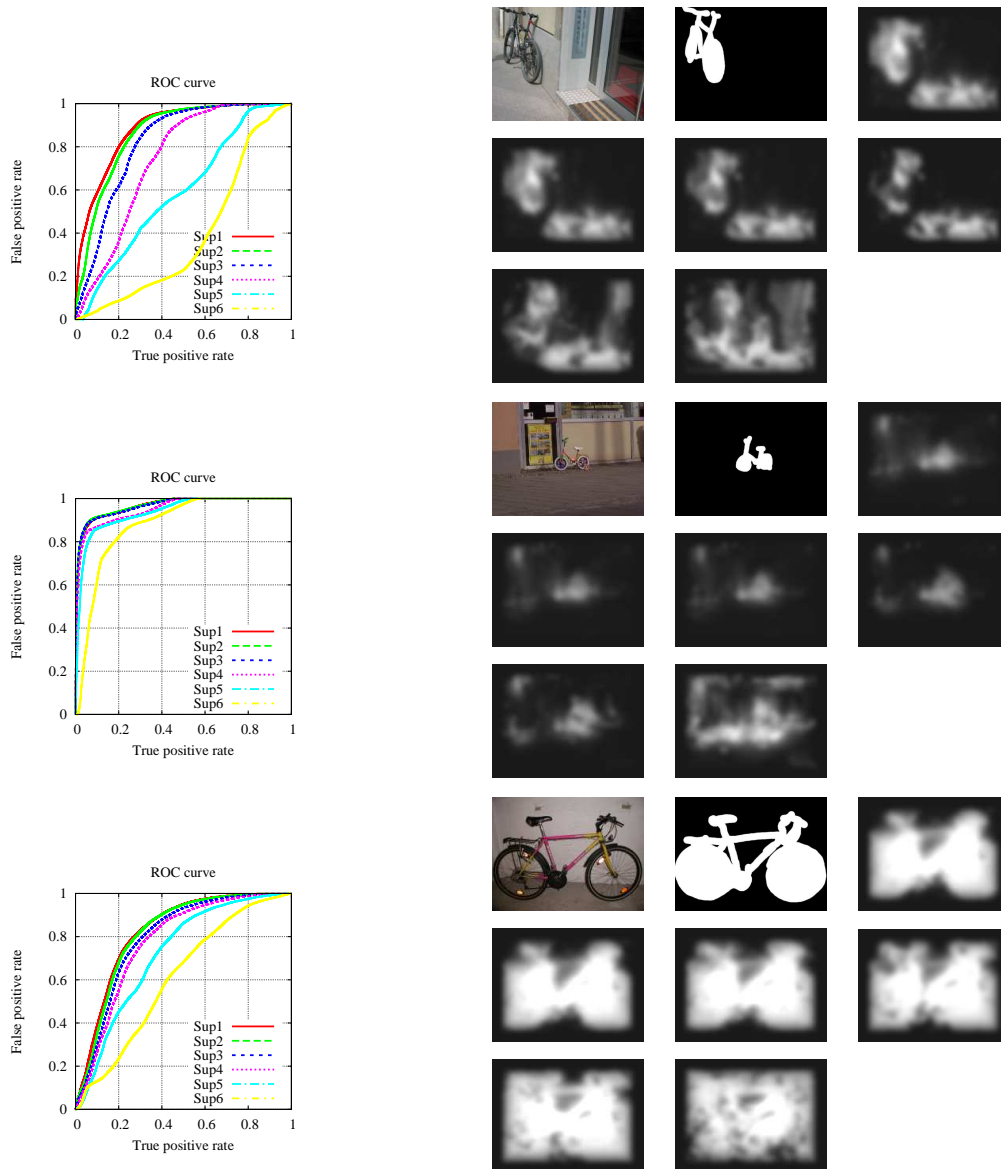 ROC curve
1
0.8
0.6
0.4
0.2
0
0 0.2 0.4 0.6 0.8 1
False positive rate
True positive rate
Sup1
Sup2
Sup3
Sup4
Sup5
Sup6
ROC curve
1
0.8
0.6
0.4
0.2
0
0 0.2 0.4 0.6 0.8 1
False positive rate
True positive rate
Sup1
Sup2
Sup3
Sup4
Sup5
Sup6
ROC curve
1
0.8
0.6
0.4
0.2
0
0 0.2 0.4 0.6 0.8 1
False positive rate
True positive rate
Sup1
Sup2
Sup3
Sup4
Sup5
Sup6